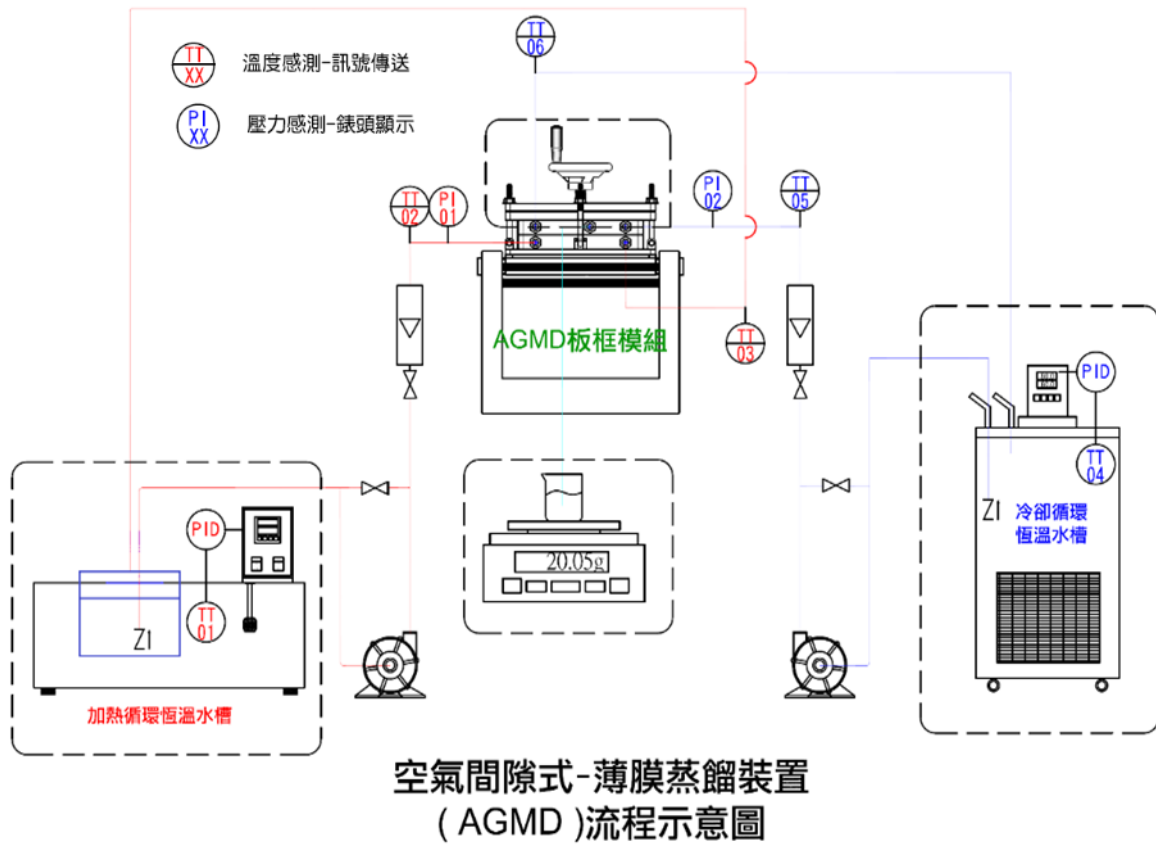 TT
XX
溫度感測-訊號傳送
PI
XX
壓力感測-錶頭顯示
TT
06
TT
02
PI
01
PI
02
TT
05
AGMD板框模組
TT
03
PID
TT
04
Z1
冷卻循環
恆溫水槽
PID
TT
01
Z1
加熱循環恆溫水槽
20.05g
空氣間隙式-薄膜蒸餾裝置
( AGMD )流程示意圖